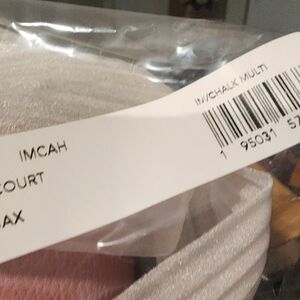 IMCAH
COURT
AX
IM/CHALK MULTI
1 95031 57